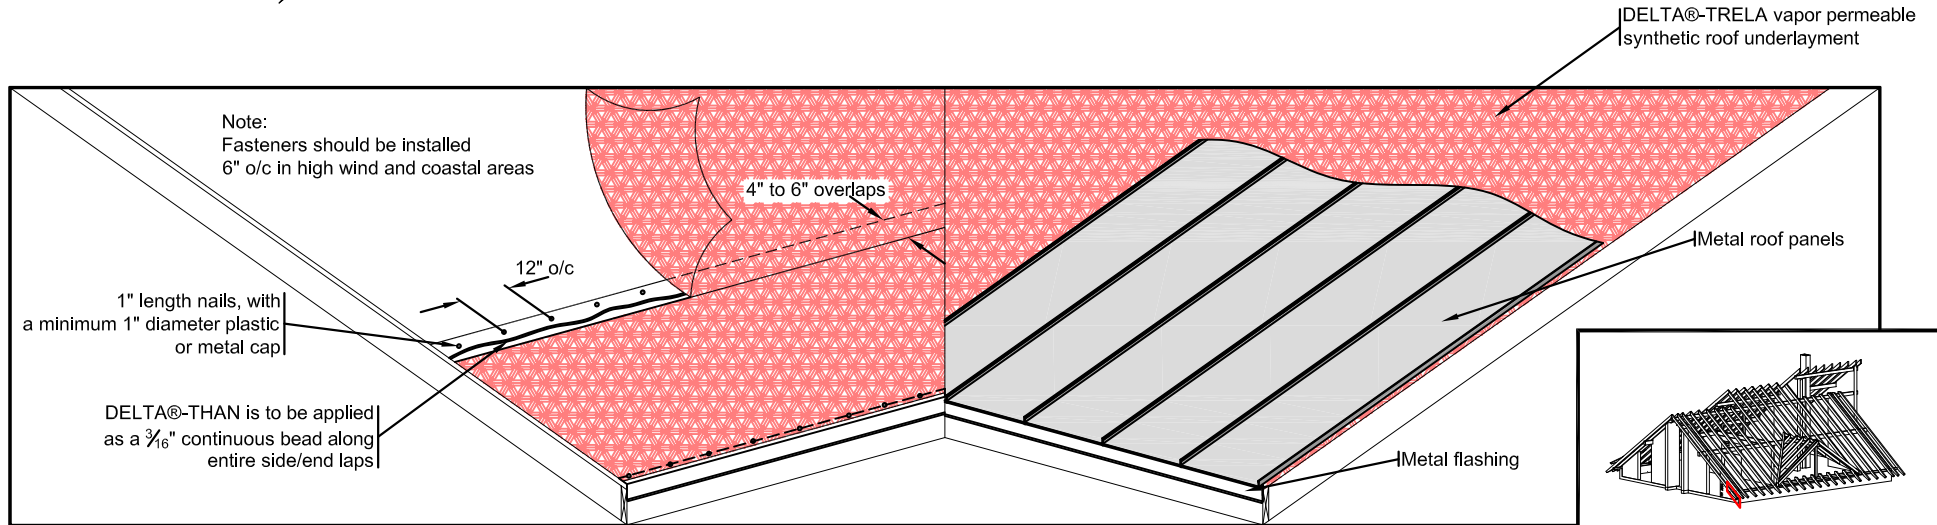 DELTA®-TRELA vapor permeable
synthetic roof underlayment
Note:
Fasteners should be installed
6" o/c in high wind and coastal areas
4" to 6" overlaps
12" o/c
Metal roof panels
1" length nails, with
a minimum 1" diameter plastic
or metal cap
DELTA®-THAN is to be applied
as a 3⁄16" continuous bead along
entire side/end laps
Metal flashing